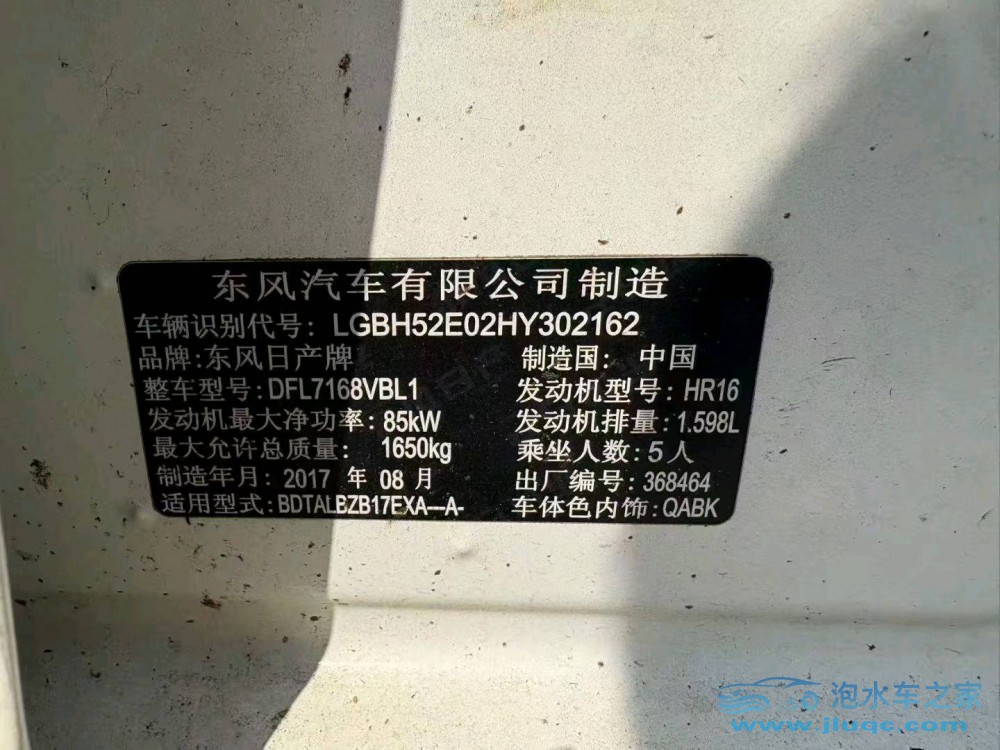 东风汽车有限公司制造
车辆识别代号: LGBH52E02HY302162
品牌:东风日产牌 制造国: 中国
整车型号:DFL7168VBL1 发动机型号:HR16
发动机最大净功率:85kW 发动机排量:1.598L
最大允许总质量: 1650kg 乘坐人数:5人
制造年月:2017 年 08月 出厂编号:368464
适用型式:BDTALBZB17EXA---A- 车体色内饰:QABK
泡水车之家
www.jluqc.com